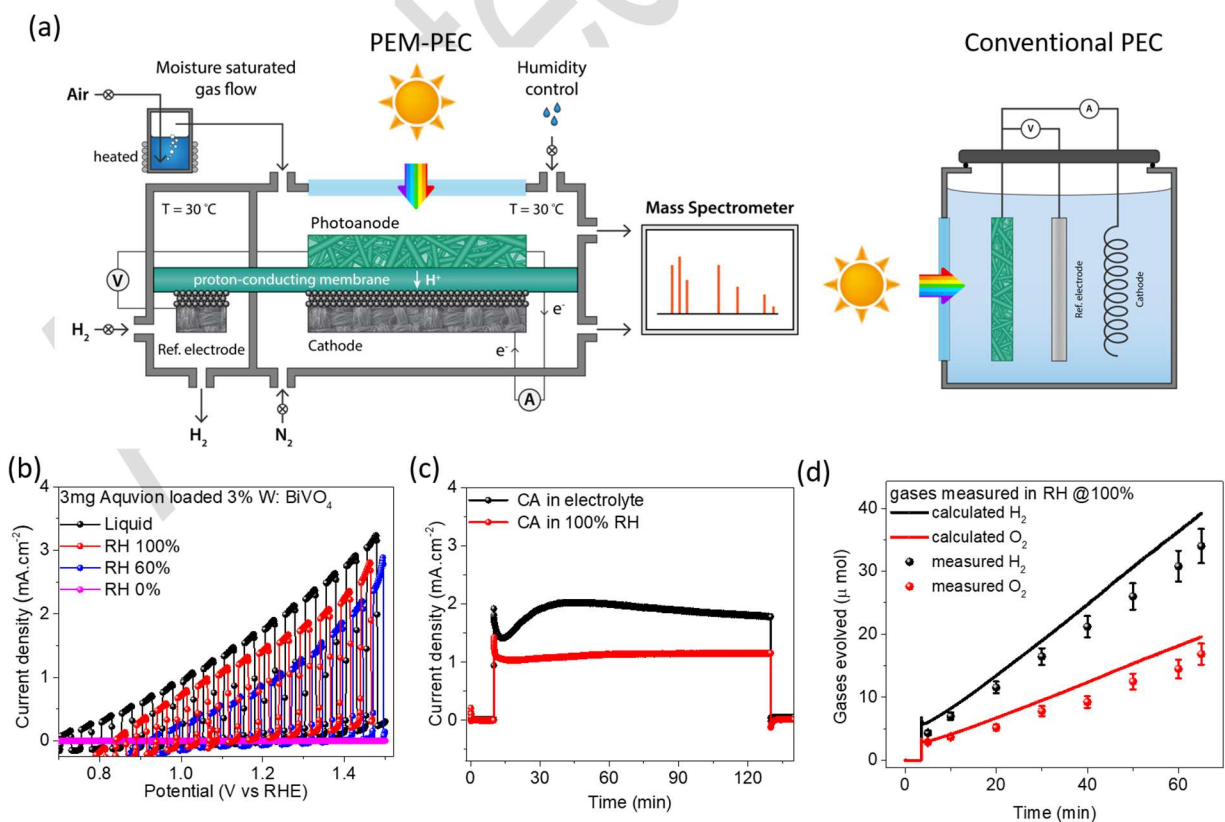 (a)
PEM-PEC
Conventional PEC
Moisture saturated
gas flow
Humidity
control
Air
heated
T = 30 °C
T = 30 °C
Photoanode
Mass Spectrometer
proton-conducting membrane
H⁺
V
H₂
Ref. electrode
Cathode
e⁻
e⁻
A
H₂
N₂
A
V
Ref. electrode
Cathode
(b)
3mg Aquvion loaded 3% W: BiVO₄
Liquid
RH 100%
RH 60%
RH 0%
Current density (mA.cm⁻²)
4
3
2
1
0
0.8
1.0
1.2
1.4
Potential (V vs RHE)
(c)
CA in electrolyte
CA in 100% RH
Current density (mA.cm⁻²)
4
3
2
1
0
0
30
60
90
120
Time (min)
(d)
gases measured in RH @100%
calculated H₂
calculated O₂
measured H₂
measured O₂
Gases evolved (μ mol)
40
30
20
10
0
0
20
40
60
Time (min)